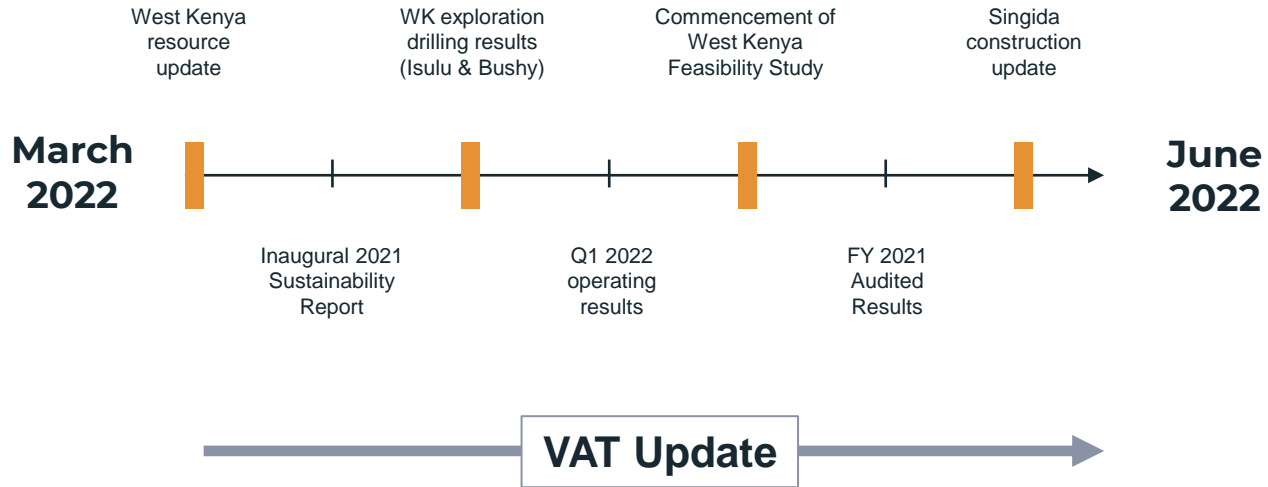 West Kenya
resource
update
WK exploration
drilling results
(Isulu & Bushy)
Commencement of
West Kenya
Feasibility Study
Singida
construction
update
March
2022
June
2022
Inaugural 2021
Sustainability
Report
Q1 2022
operating
results
FY 2021
Audited
Results
VAT Update